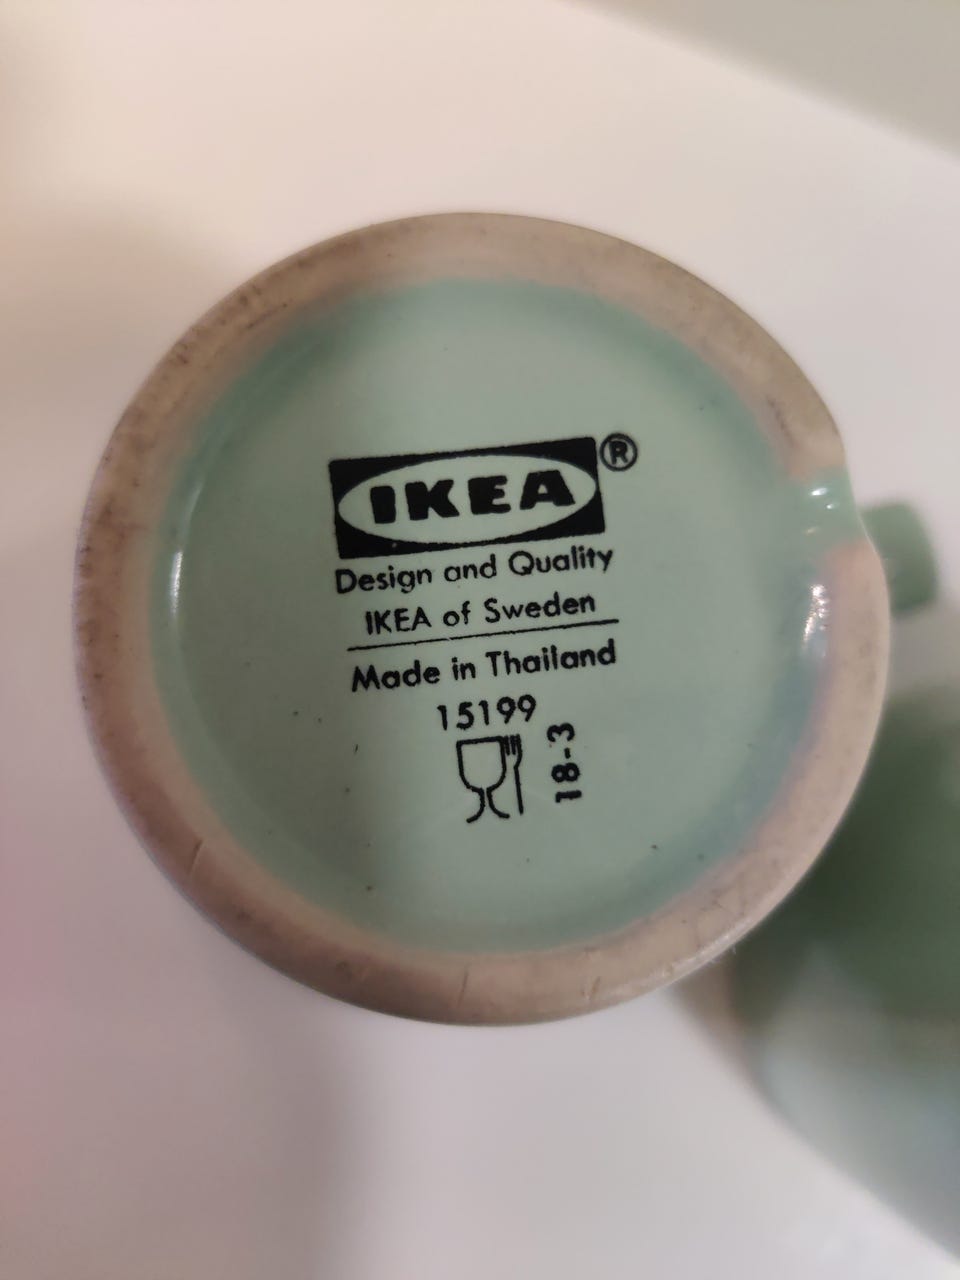 IKEA®
Design and Quality
IKEA of Sweden
Made in Thailand
15199
18-3